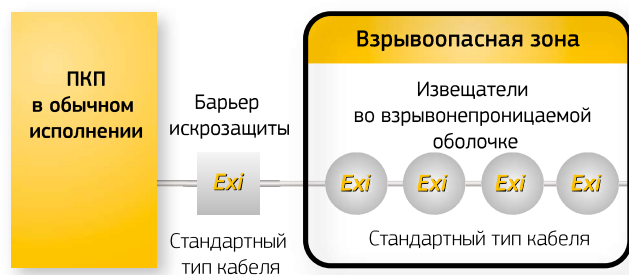 ПКП
в обычном
исполнении
Барьер
искрозащиты
Exi
Стандартный
тип кабеля
Взрывоопасная зона
Извещатели
во взрывонепроницаемой
оболочке
Exi Exi Exi Exi
Стандартный тип кабеля